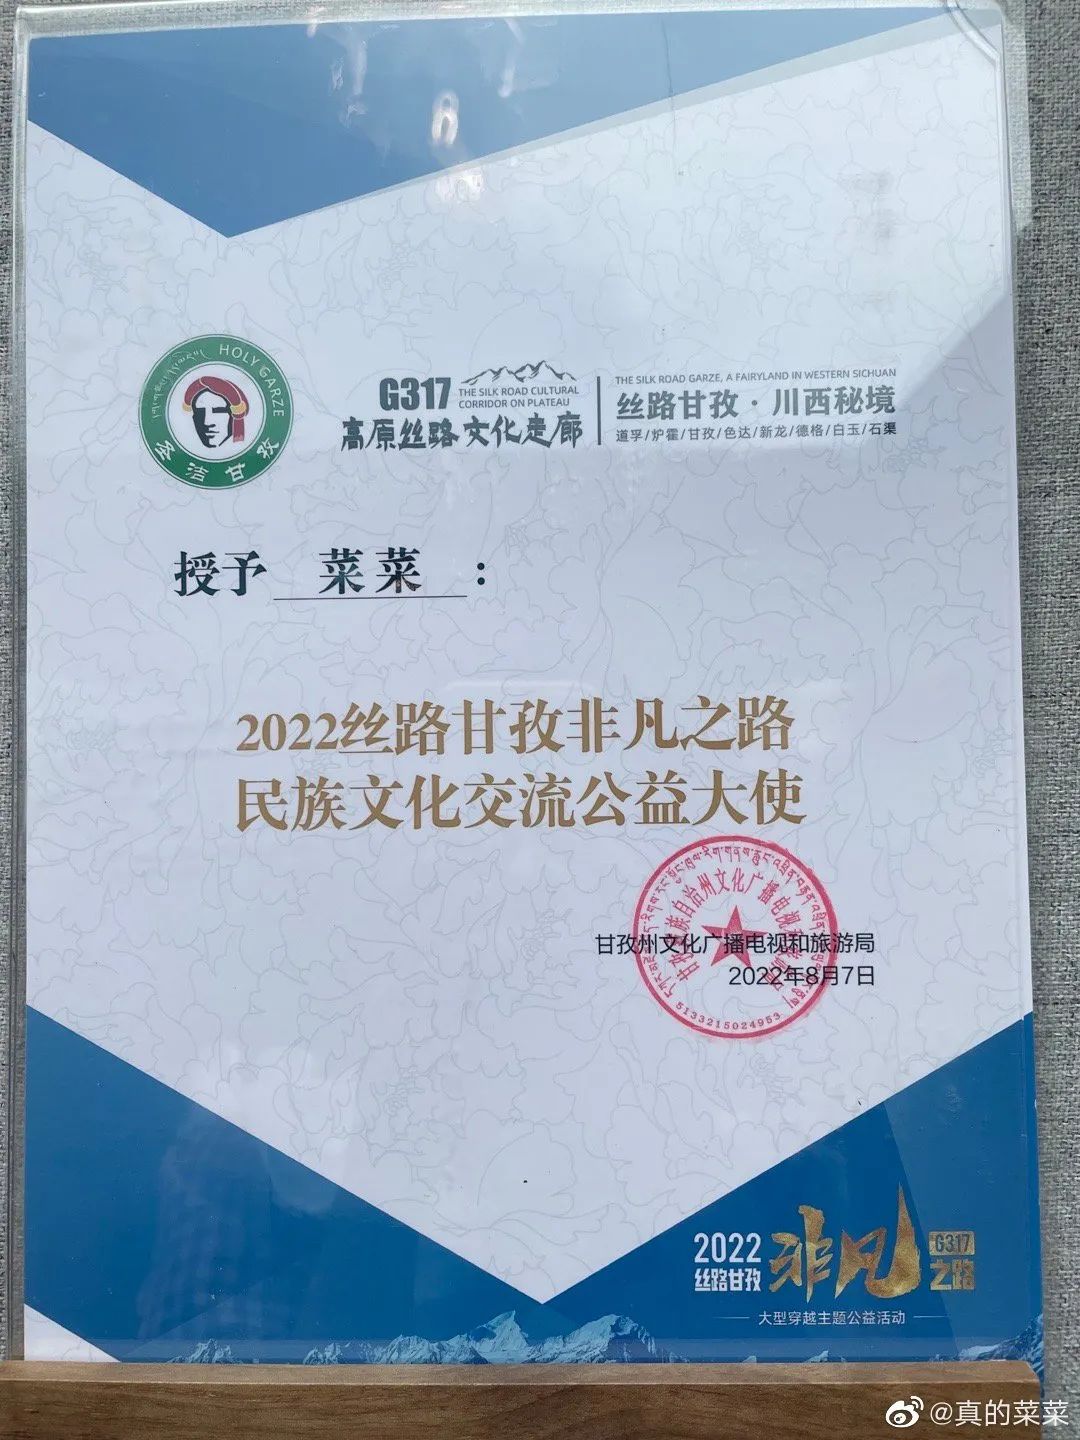 HOLY GARZE
圣洁甘孜
G317
THE SILK ROAD CULTURAL
CORRIDOR ON PLATEAU
高原丝路文化走廊
THE SILK ROAD GARZE, A FAIRYLAND IN WESTERN SICHUAN
丝路甘孜·川西秘境
道孚/炉霍/甘孜/色达/新龙/德格/白玉/石渠
授予 菜菜 :
2022丝路甘孜非凡之路
民族文化交流公益大使
甘孜州文化广播电视和旅游局
2022年8月7日
5133215024953
2022
丝路甘孜
非凡
G317
之路
大型穿越主题公益活动
@真的菜菜